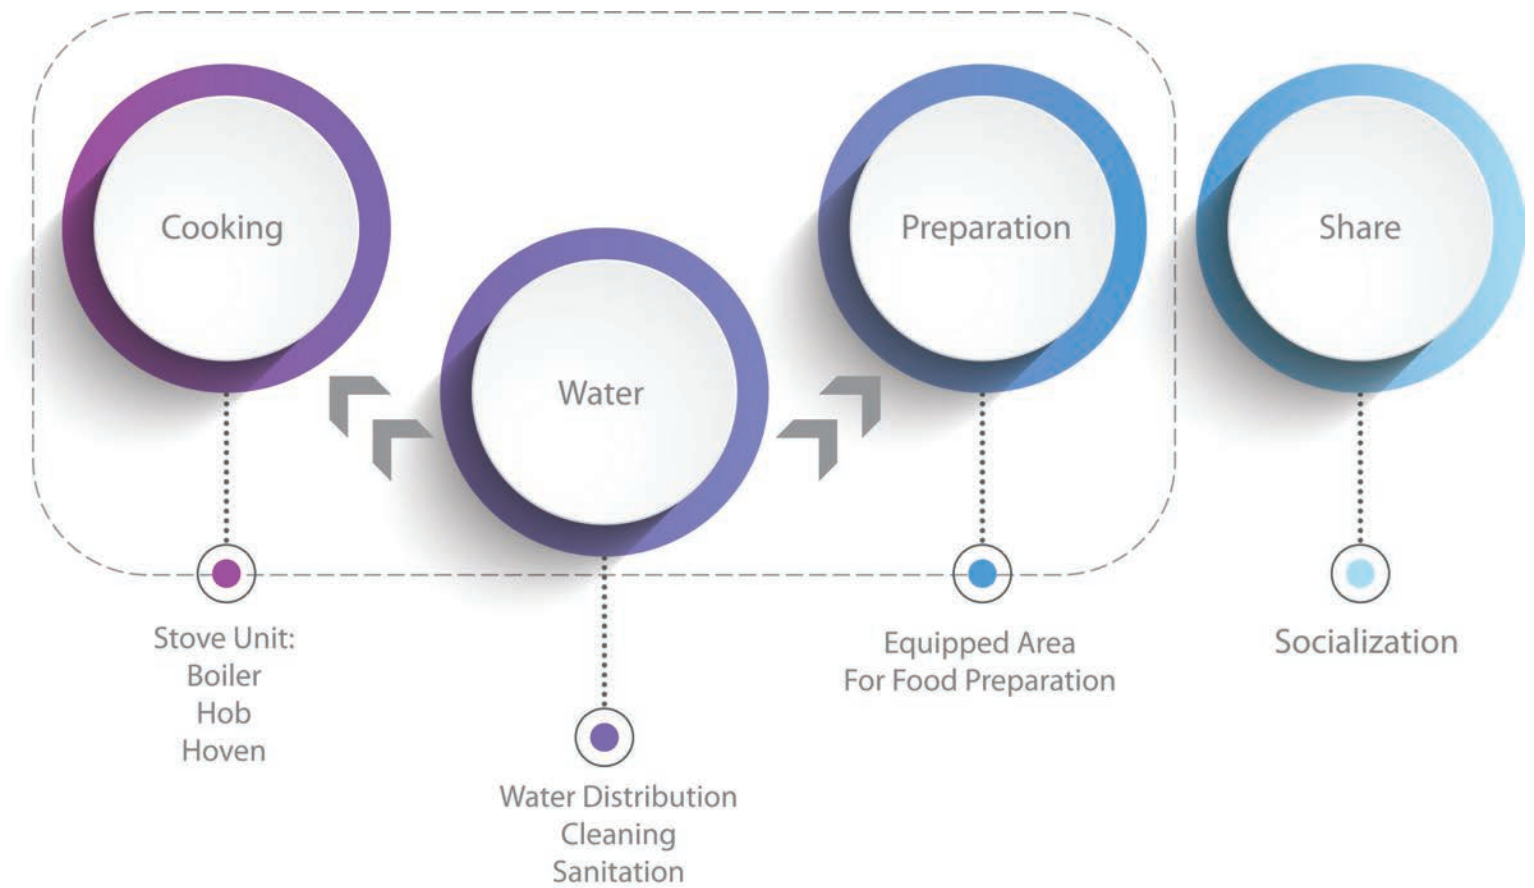 Cooking
Water
Preparation
Share
Stove Unit:
Boiler
Hob
Hoven
Water Distribution
Cleaning
Sanitation
Equipped Area
For Food Preparation
Socialization